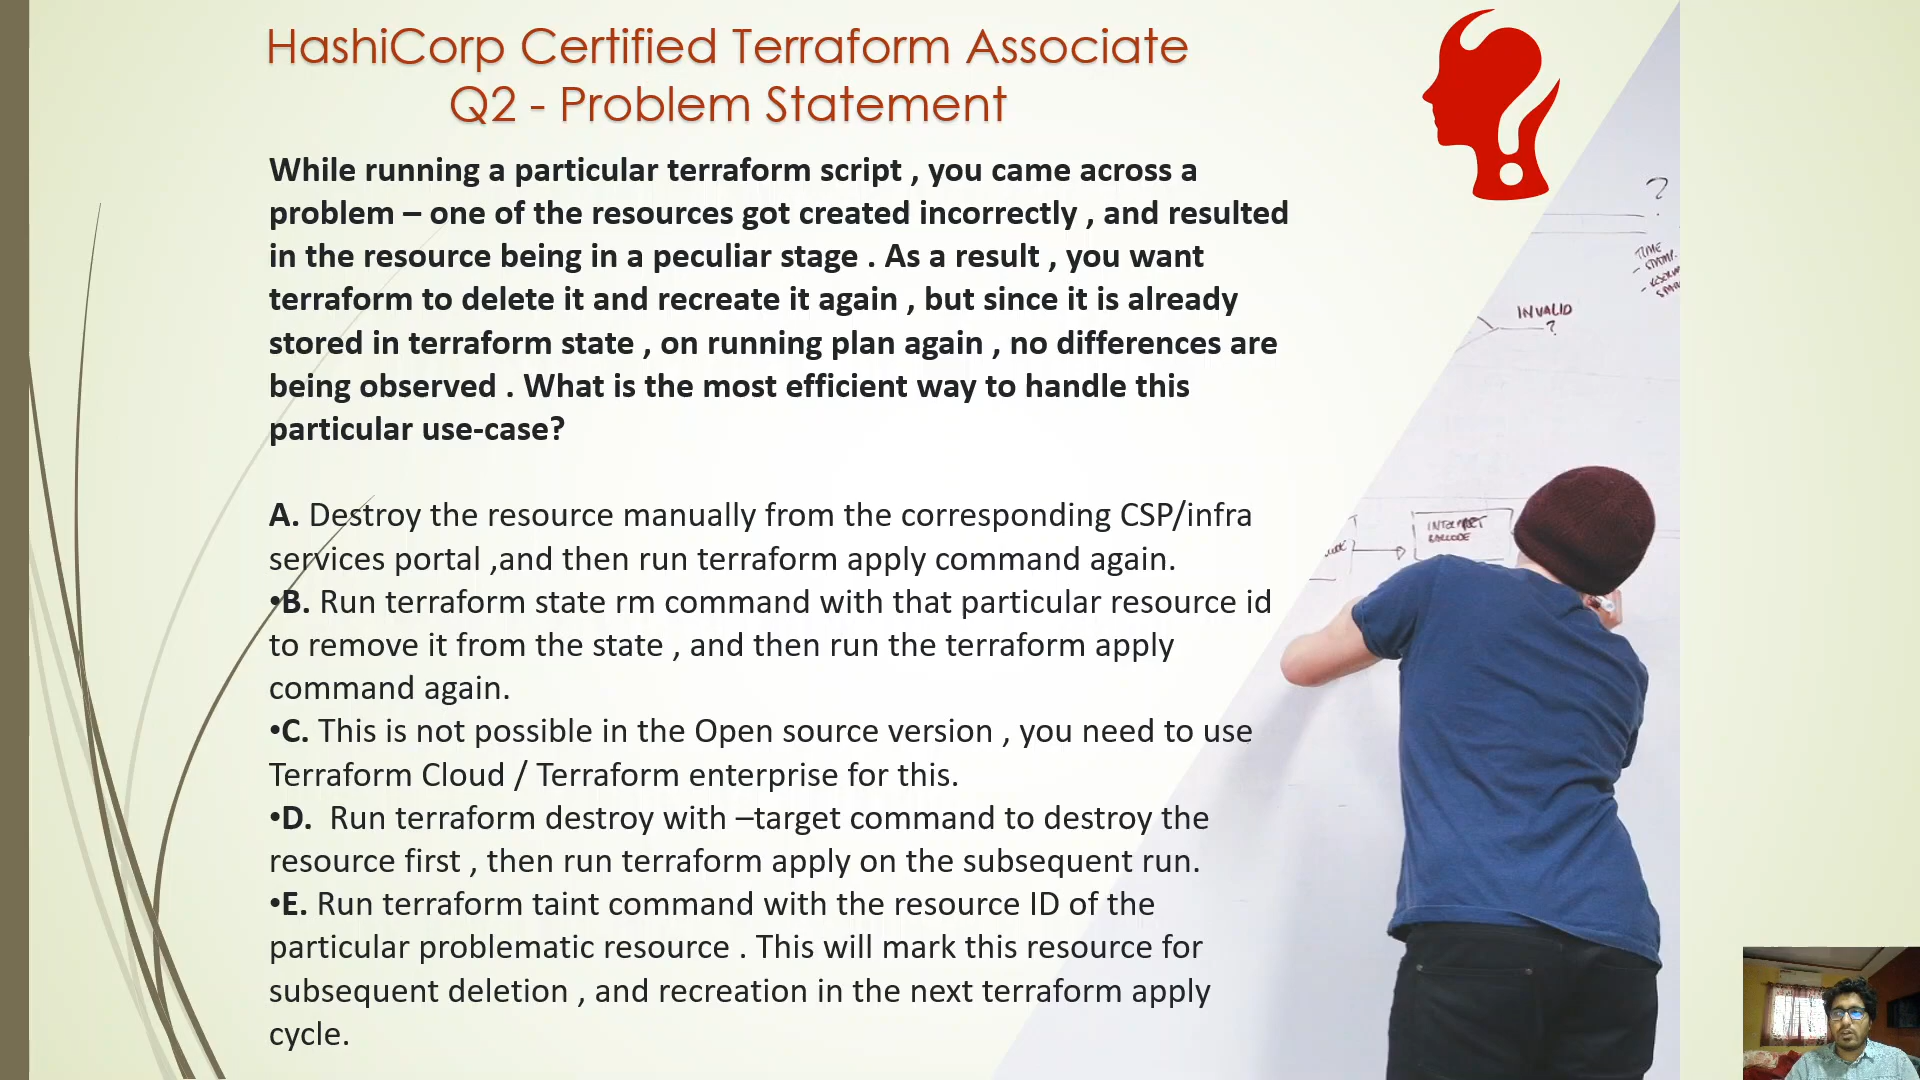 HashiCorp Certified Terraform Associate
Q2 - Problem Statement
While running a particular terraform script , you came across a
problem – one of the resources got created incorrectly , and resulted
in the resource being in a peculiar stage . As a result , you want
terraform to delete it and recreate it again , but since it is already
stored in terraform state , on running plan again , no differences are
being observed . What is the most efficient way to handle this
particular use-case?
A. Destroy the resource manually from the corresponding CSP/infra
services portal ,and then run terraform apply command again.
•B. Run terraform state rm command with that particular resource id
to remove it from the state , and then run the terraform apply
command again.
•C. This is not possible in the Open source version , you need to use
Terraform Cloud / Terraform enterprise for this.
•D. Run terraform destroy with –target command to destroy the
resource first , then run terraform apply on the subsequent run.
•E. Run terraform taint command with the resource ID of the
particular problematic resource . This will mark this resource for
subsequent deletion , and recreation in the next terraform apply
cycle.
?
TIME
INVALID
?
INTERPRET
BARCODE